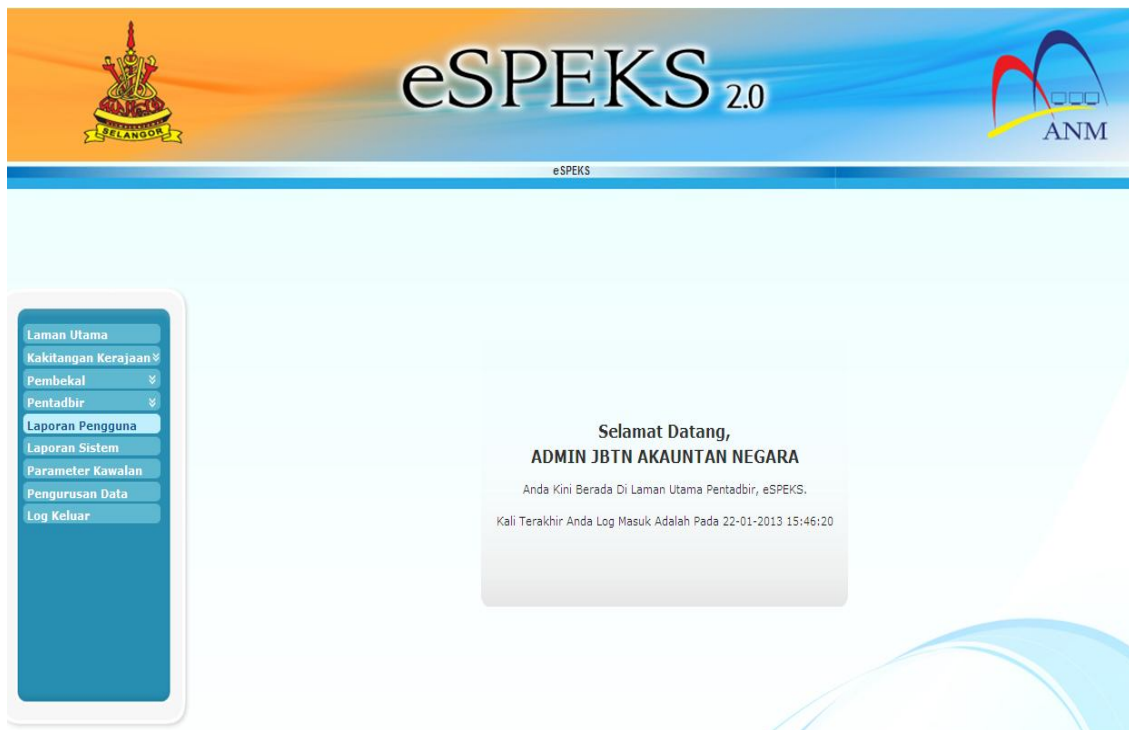 eSPEKS 2.0
SELANGOR
ANM
eSPEKS
Laman Utama
Kakitangan Kerajaan
Pembekal
Pentadbir
Laporan Pengguna
Laporan Sistem
Parameter Kawalan
Pengurusan Data
Log Keluar
Selamat Datang,
ADMIN JBTN AKAUNTAN NEGARA
Anda Kini Berada Di Laman Utama Pentadbir, eSPEKS.
Kali Terakhir Anda Log Masuk Adalah Pada 22-01-2013 15:46:20